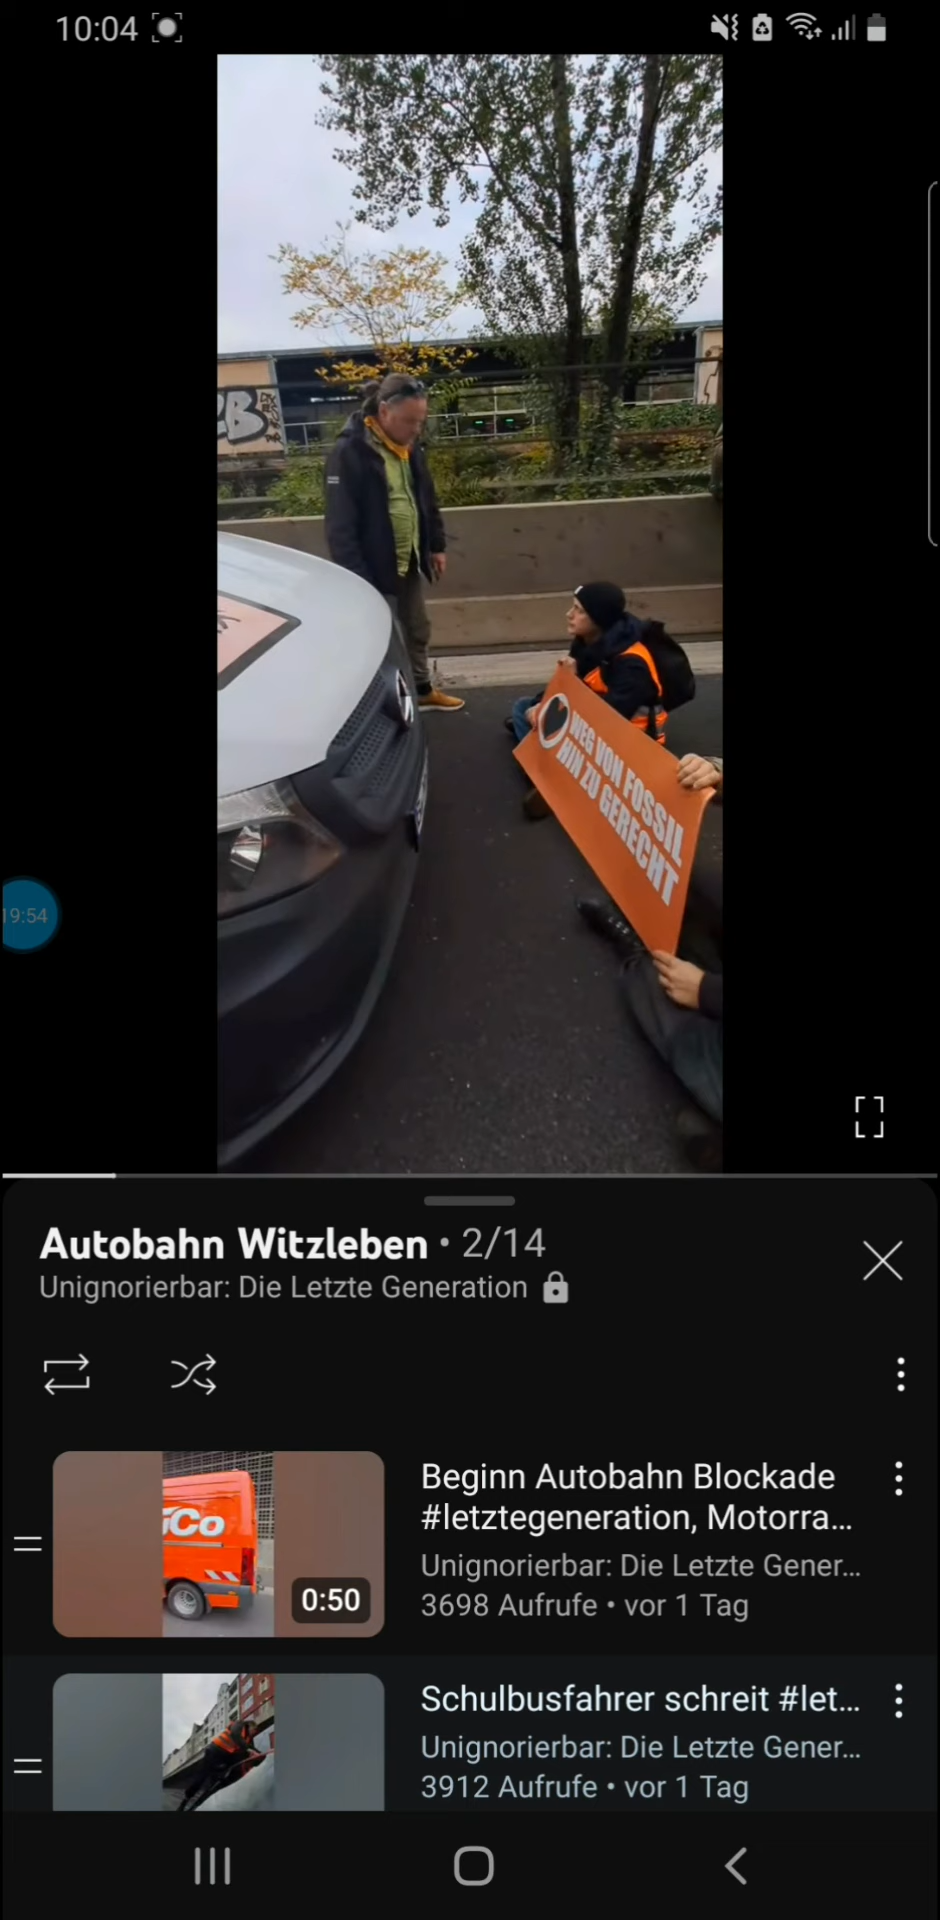 10:04
WEG VON FOSSIL
HIN ZU GERECHT
19:54
Autobahn Witzleben • 2/14
Unignorierbar: Die Letzte Generation
Beginn Autobahn Blockade
#letztegeneration, Motorra...
Unignorierbar: Die Letzte Gener...
3698 Aufrufe • vor 1 Tag
0:50
Schulbusfahrer schreit #let...
Unignorierbar: Die Letzte Gener...
3912 Aufrufe • vor 1 Tag